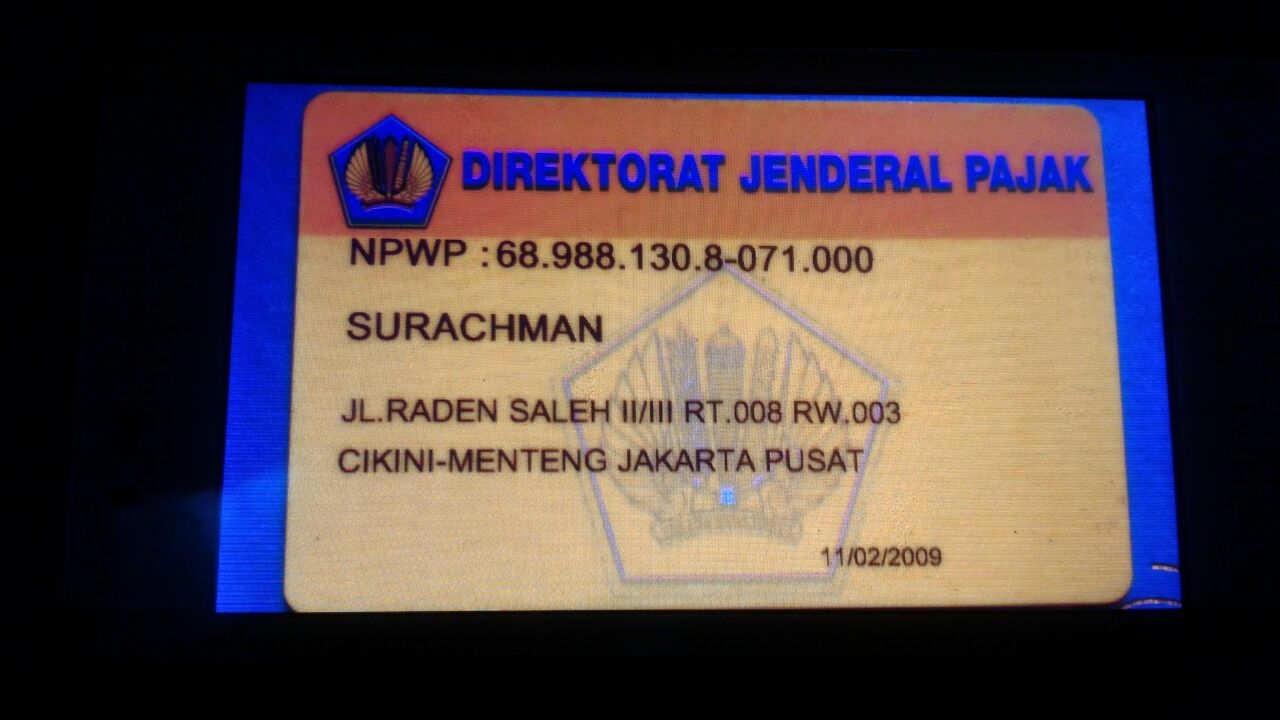 DIREKTORAT JENDERAL PAJAK
NPWP : 68.988.130.8-071.000
SURACHMAN
JL.RADEN SALEH II/III RT.008 RW.003
CIKINI-MENTENG JAKARTA PUSAT
11/02/2009